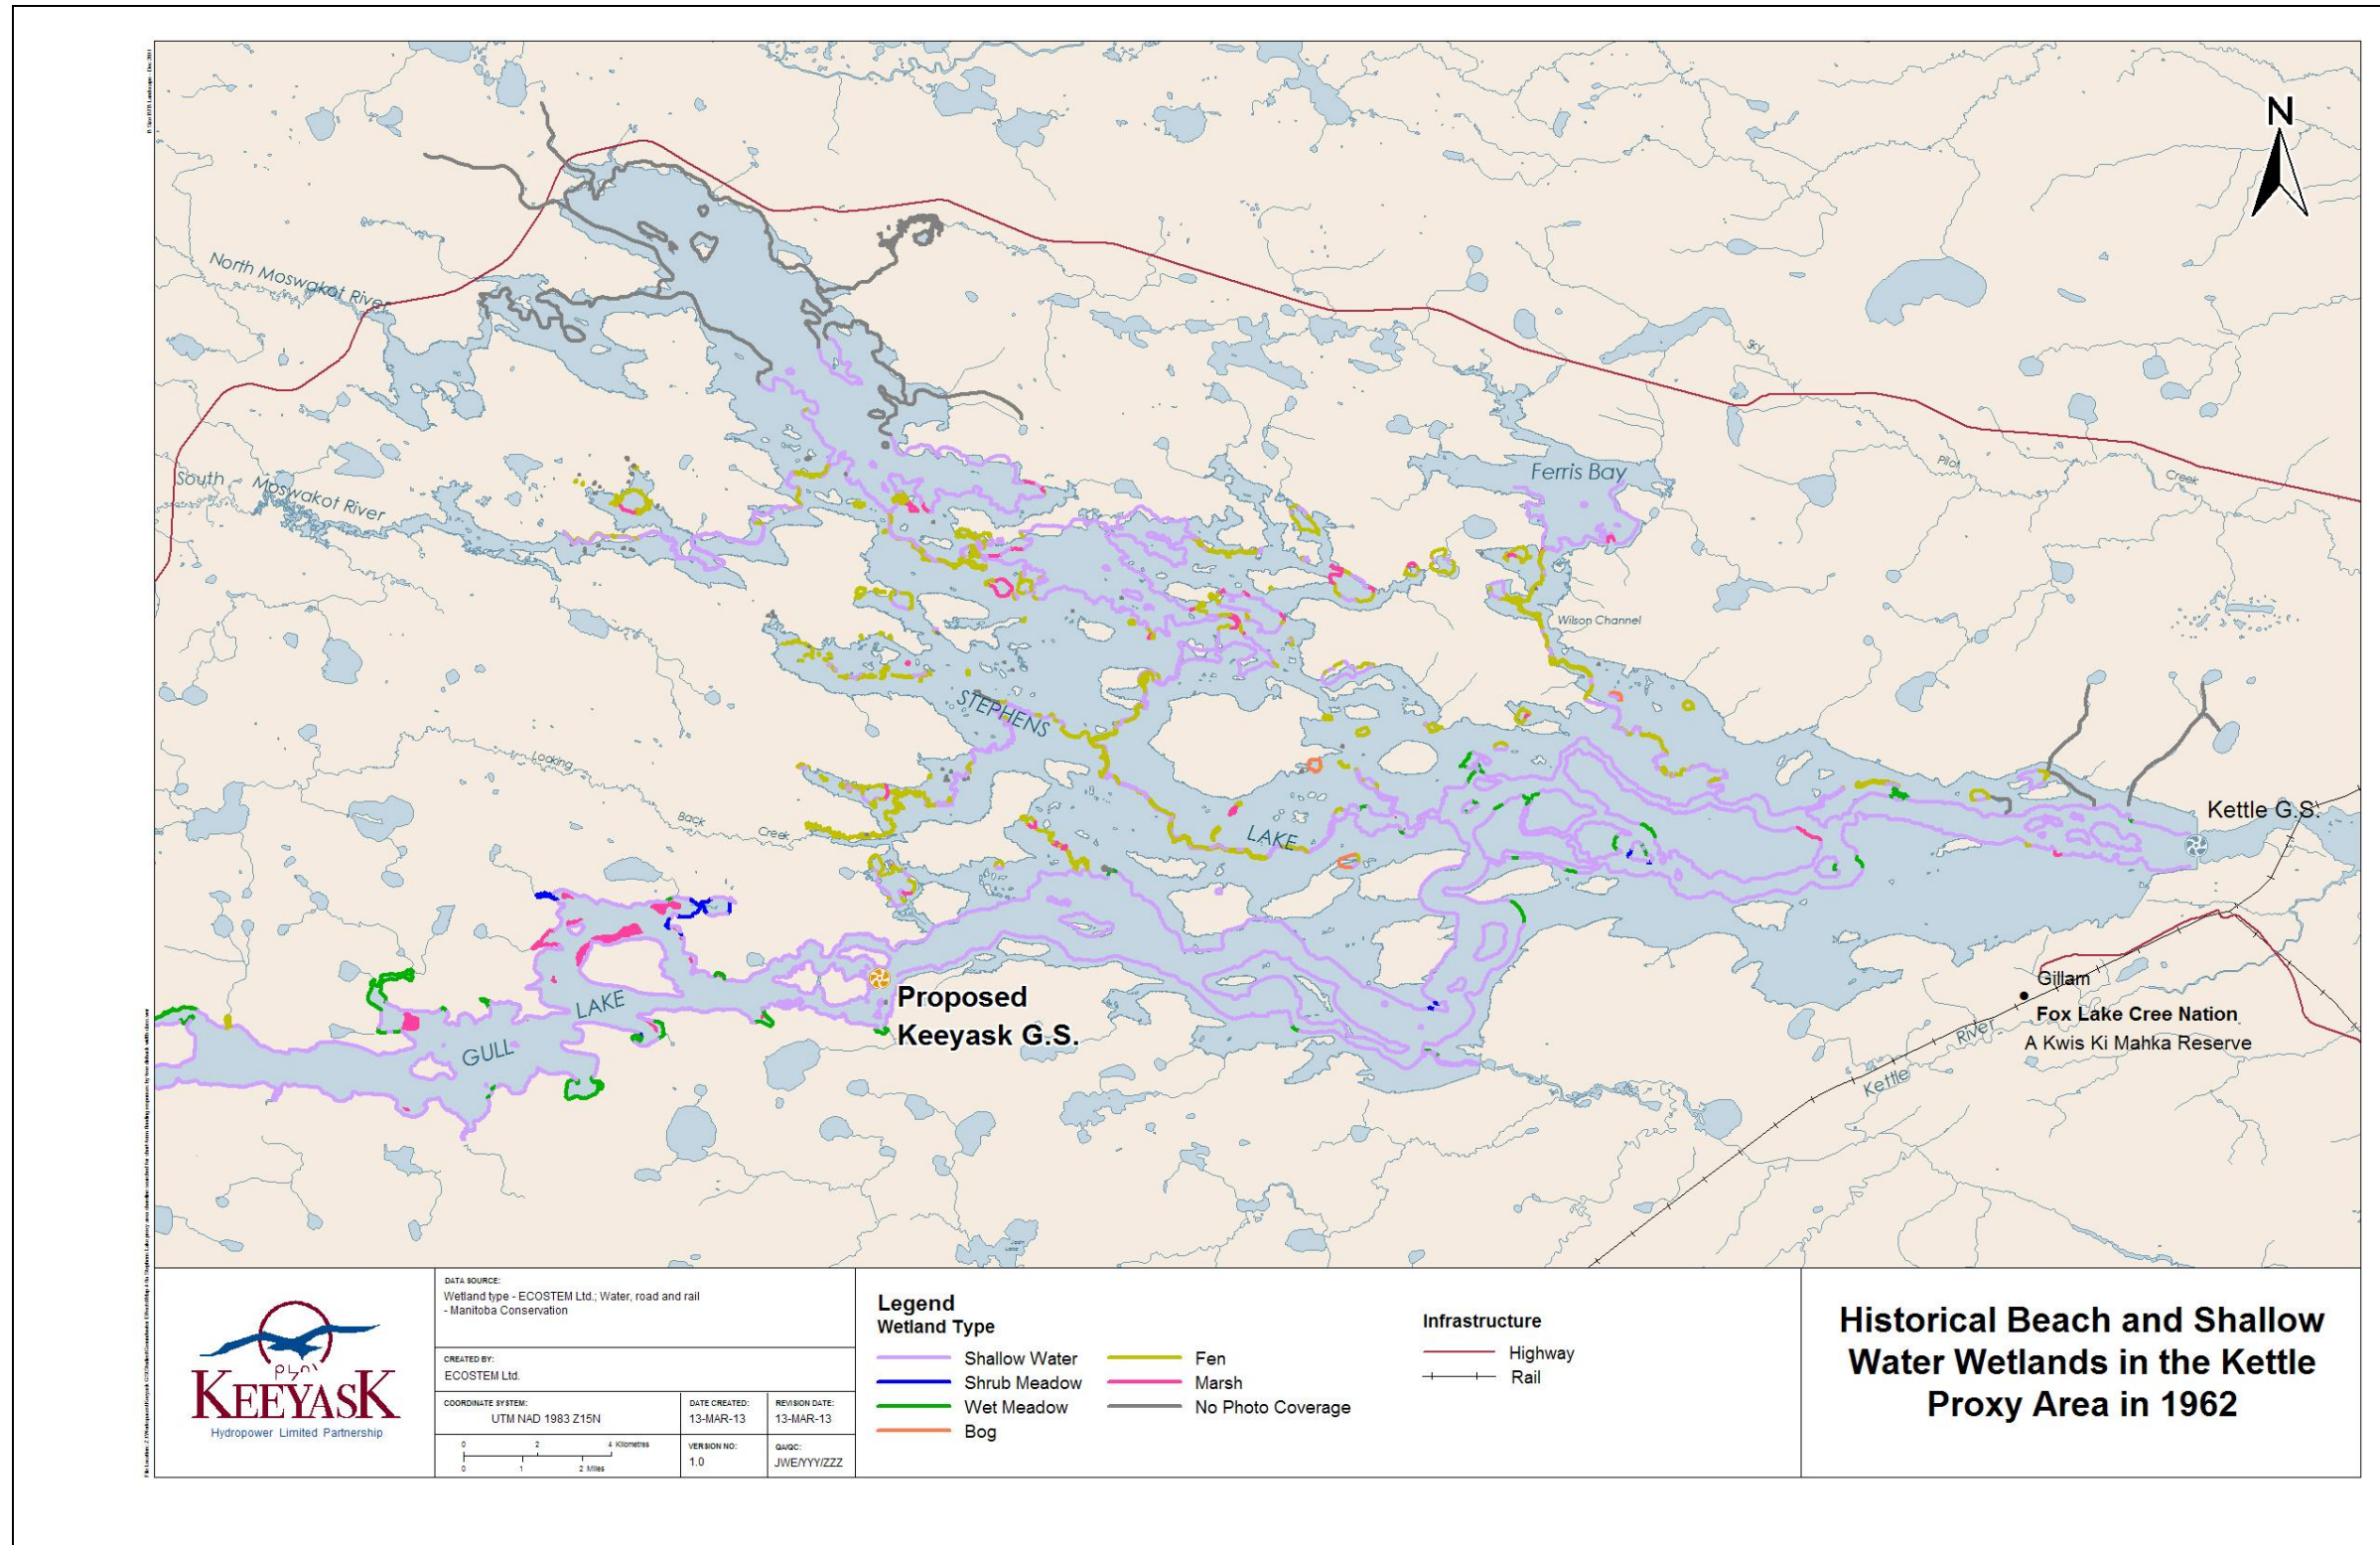 N
North Moswakot River
South Moswakot River
Sky
Pilot
Creek
Ferris Bay
Wilson Channel
STEPHENS
LAKE
Looking
Back
Creek
Kettle G.S.
Gillam
Fox Lake Cree Nation
A Kwis Ki Mahka Reserve
Kettle River
Proposed
Keeyask G.S.
GULL
LAKE
KEEYASK
Hydropower Limited Partnership
DATA SOURCE:
Wetland type - ECOSTEM Ltd.; Water, road and rail
- Manitoba Conservation
CREATED BY:
ECOSTEM Ltd.
COORDINATE SYSTEM:
UTM NAD 1983 Z15N
DATE CREATED:
13-MAR-13
REVISION DATE:
13-MAR-13
0 2 4 Kilometres
0 1 2 Miles
VERSION NO:
1.0
QA/QC:
JWE/YYY/ZZZ
Legend
Wetland Type
Shallow Water
Shrub Meadow
Wet Meadow
Bog
Fen
Marsh
No Photo Coverage
Infrastructure
Highway
Rail
Historical Beach and Shallow
Water Wetlands in the Kettle
Proxy Area in 1962